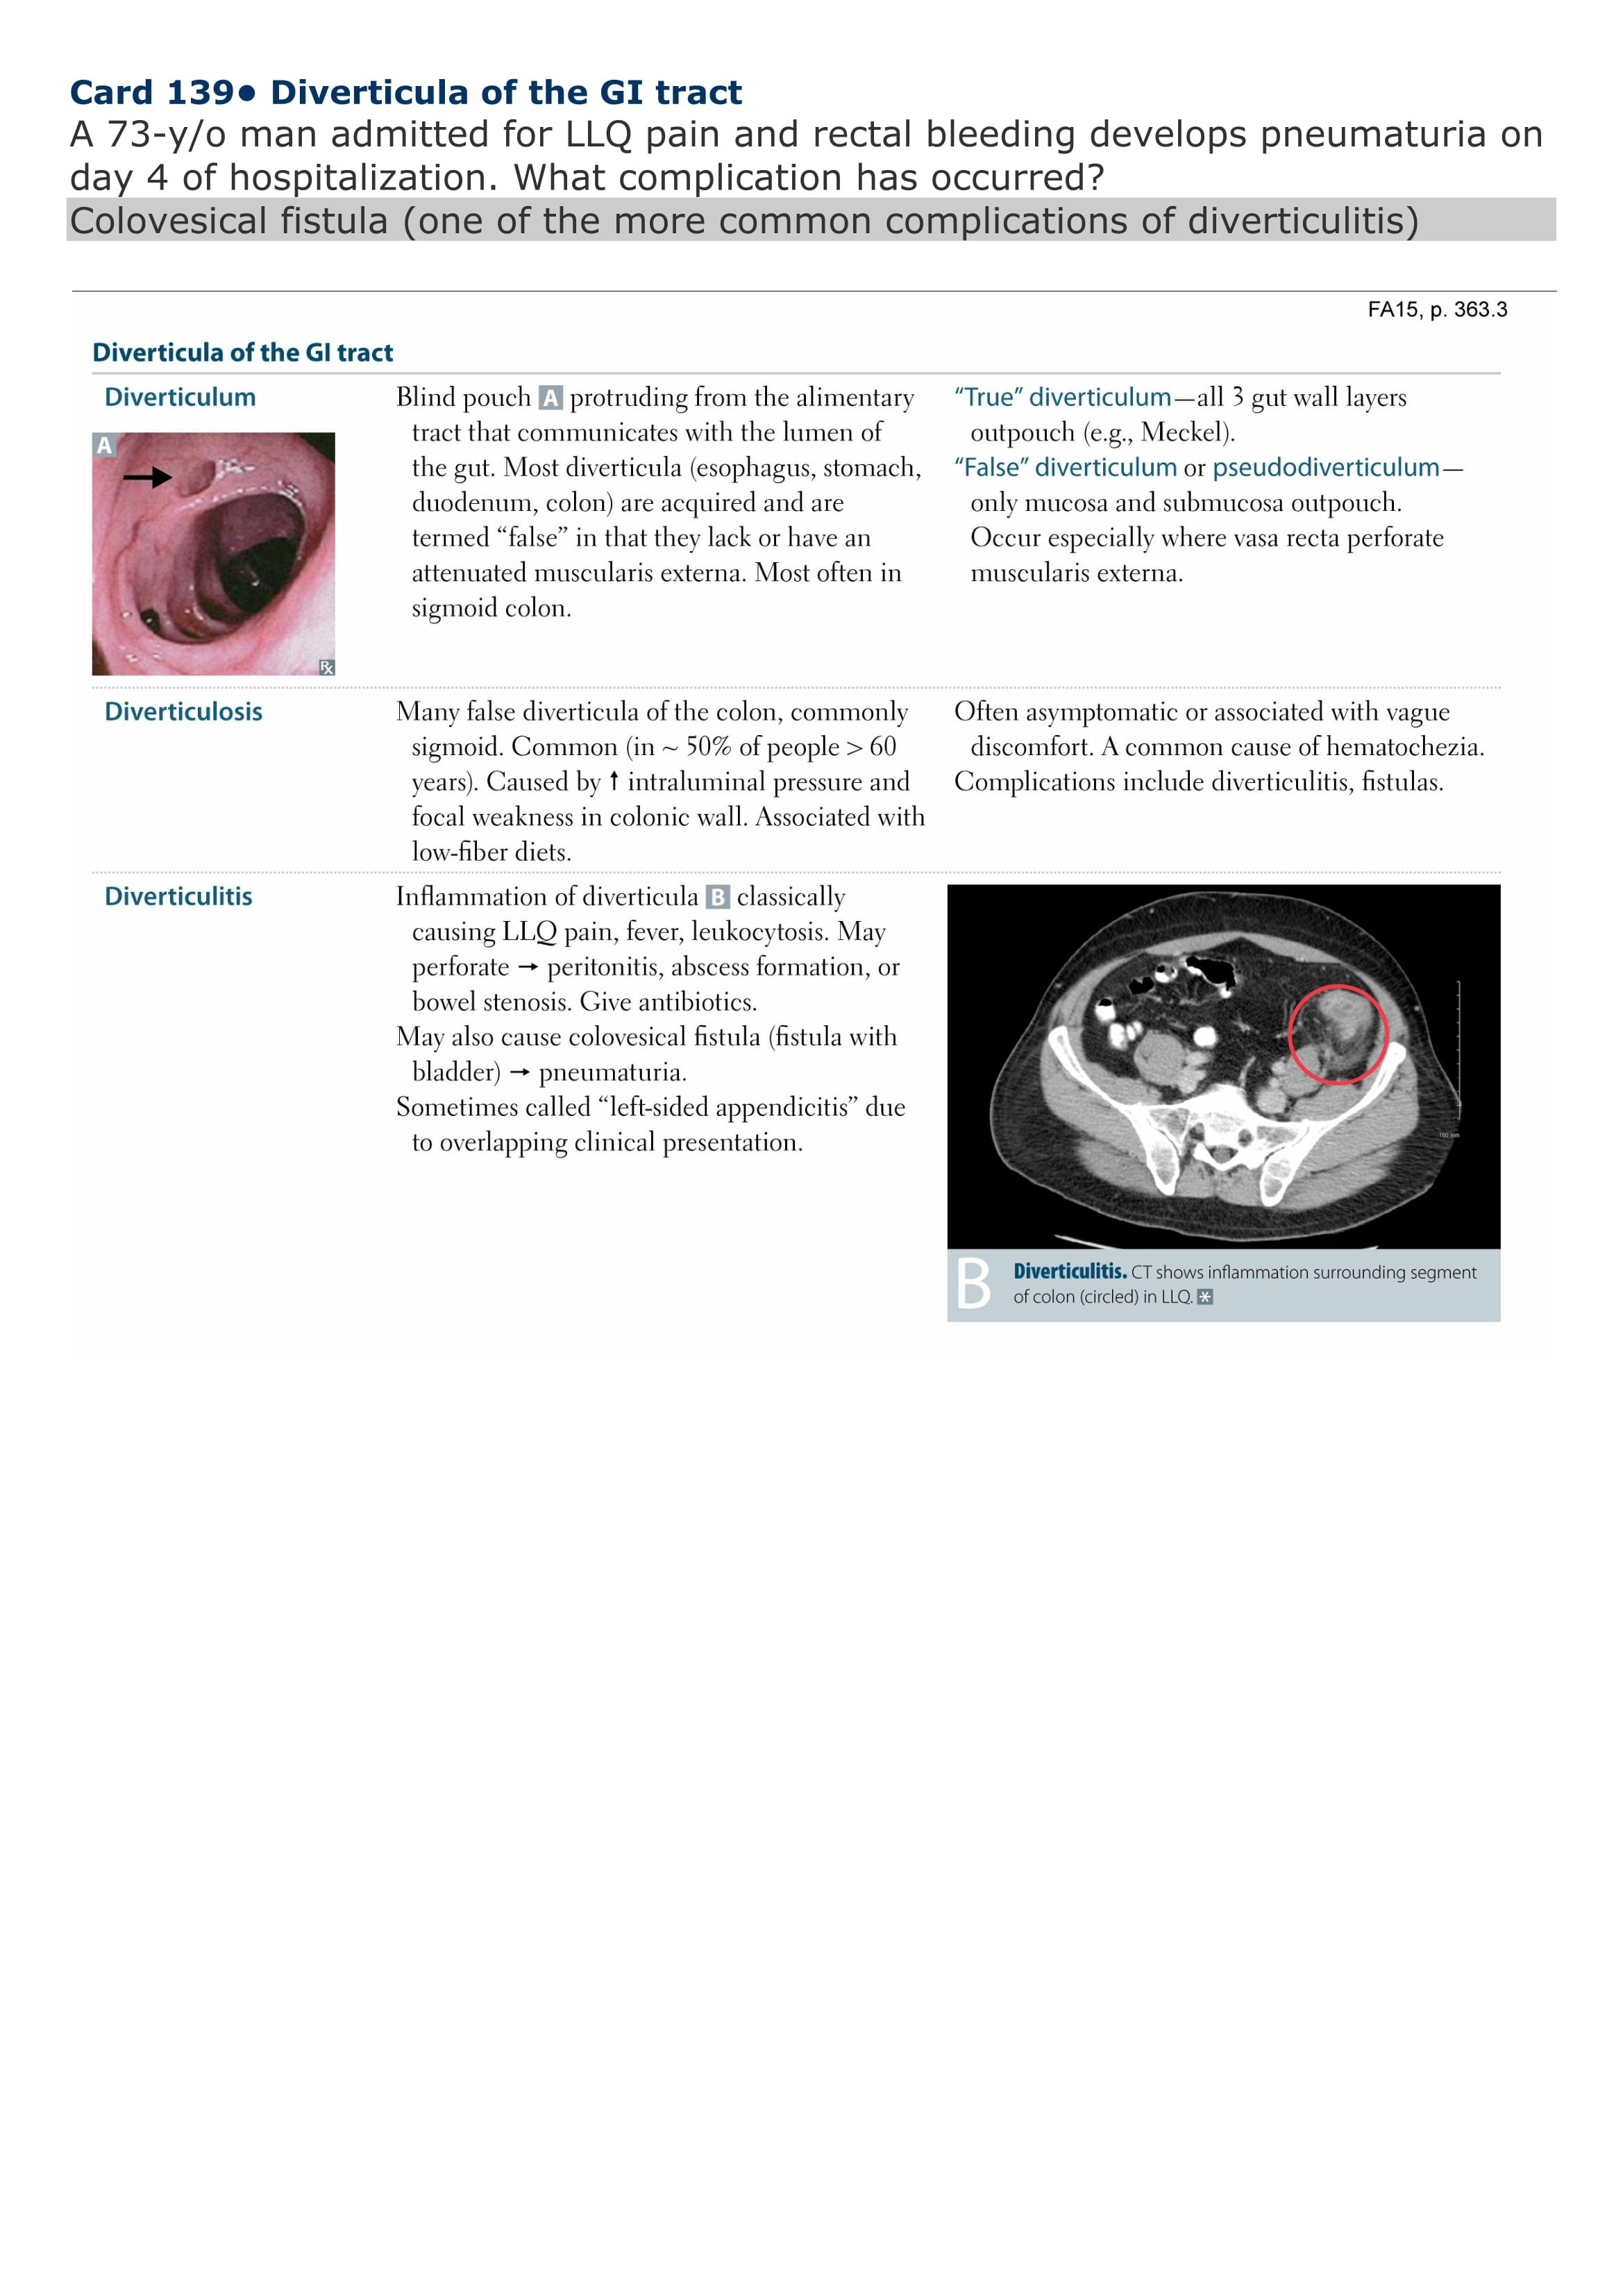 Card 139● Diverticula of the GI tract
A 73-y/o man admitted for LLQ pain and rectal bleeding develops pneumaturia on
day 4 of hospitalization. What complication has occurred?
Colovesical fistula (one of the more common complications of diverticulitis)
FA15, p. 363.3
Diverticula of the GI tract
Diverticulum
A
Rx
Blind pouch A protruding from the alimentary
tract that communicates with the lumen of
the gut. Most diverticula (esophagus, stomach,
duodenum, colon) are acquired and are
termed “false” in that they lack or have an
attenuated muscularis externa. Most often in
sigmoid colon.
“True” diverticulum—all 3 gut wall layers
outpouch (e.g., Meckel).
“False” diverticulum or pseudodiverticulum—
only mucosa and submucosa outpouch.
Occur especially where vasa recta perforate
muscularis externa.
Diverticulosis
Many false diverticula of the colon, commonly
sigmoid. Common (in ~ 50% of people > 60
years). Caused by ↑ intraluminal pressure and
focal weakness in colonic wall. Associated with
low-fiber diets.
Often asymptomatic or associated with vague
discomfort. A common cause of hematochezia.
Complications include diverticulitis, fistulas.
Diverticulitis
Inflammation of diverticula B classically
causing LLQ pain, fever, leukocytosis. May
perforate → peritonitis, abscess formation, or
bowel stenosis. Give antibiotics.
May also cause colovesical fistula (fistula with
bladder) → pneumaturia.
Sometimes called “left-sided appendicitis” due
to overlapping clinical presentation.
100 mm
B
Diverticulitis. CT shows inflammation surrounding segment
of colon (circled) in LLQ. *